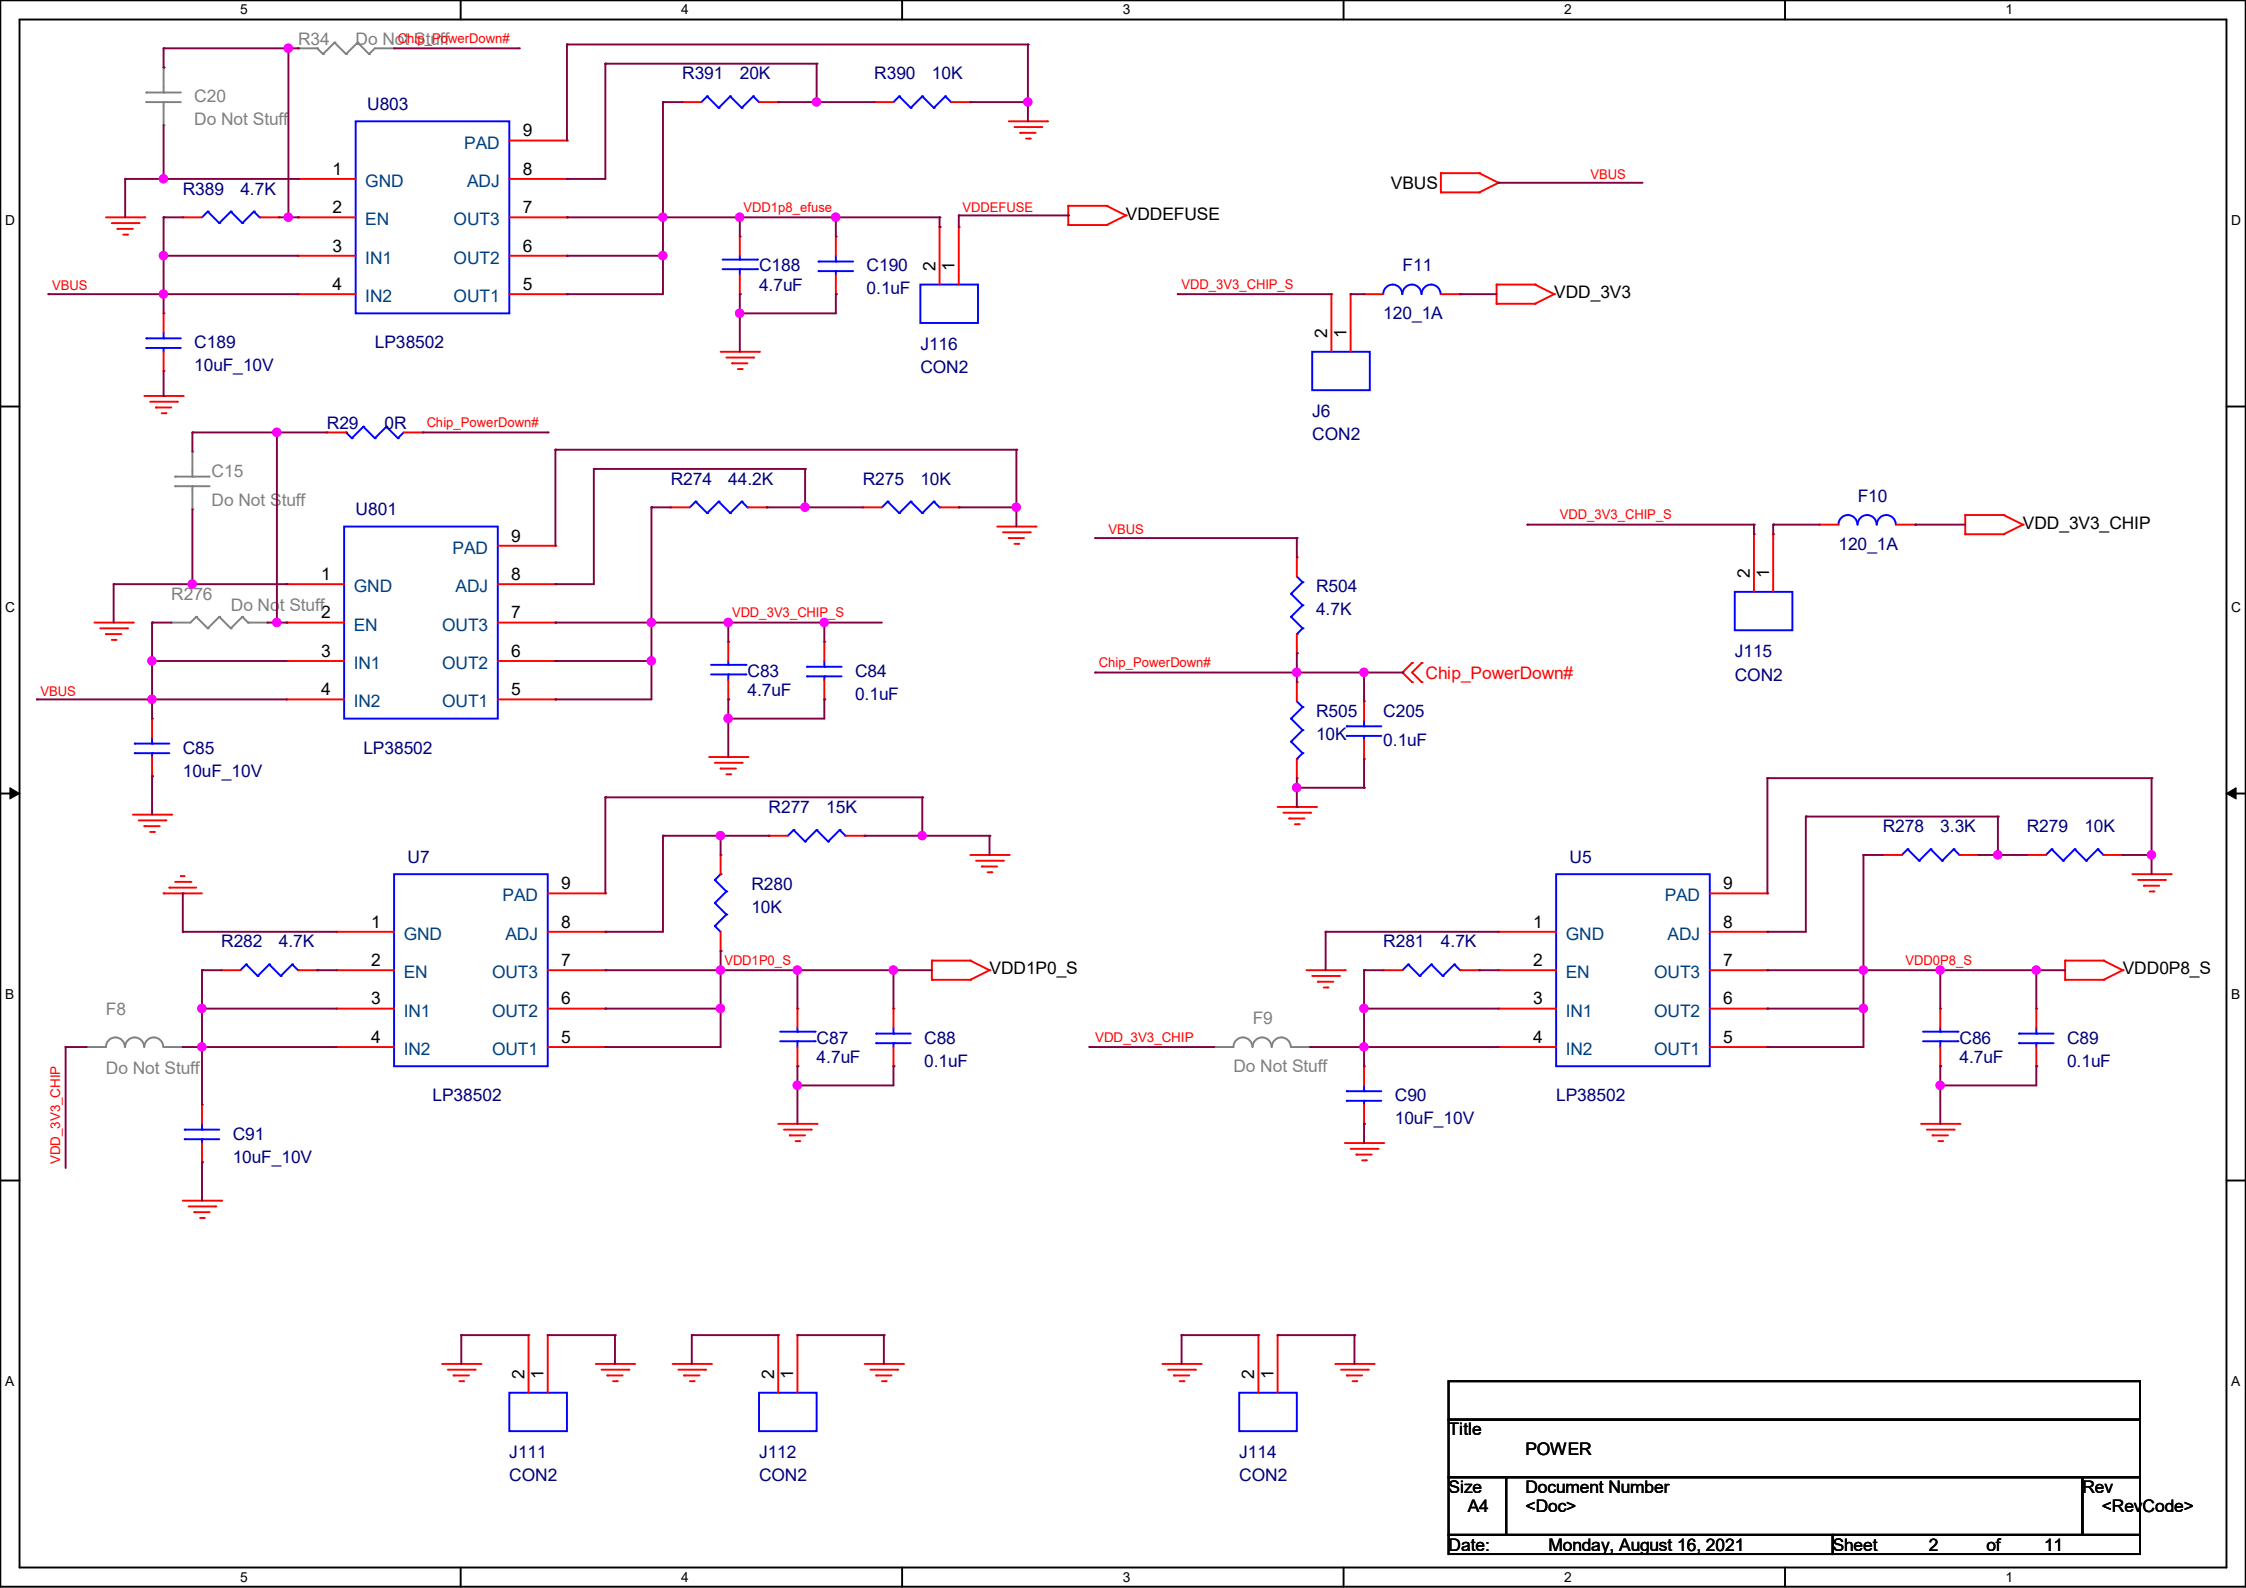 5 4 3 2 1
R34 Do Not Stuff Chip_PowerDown#
C20
Do Not Stuff
U803
R391 20K R390 10K
PAD 9
1 GND ADJ 8
R389 4.7K
2 EN OUT3 7
3 IN1 OUT2 6
4 IN2 OUT1 5
VBUS
LP38502
C189
10uF_10V
VDD1p8_efuse
VDDEFUSE
VDDEFUSE
C188
4.7uF
C190
0.1uF
2 1
J116
CON2
VBUS VBUS
F11
VDD_3V3_CHIP_S
120_1A
VDD_3V3
2 1
J6
CON2
D D
R29 0R Chip_PowerDown#
C15
Do Not Stuff
U801
R274 44.2K R275 10K
PAD 9
1 GND ADJ 8
R276 Do Not Stuff
2 EN OUT3 7
3 IN1 OUT2 6
4 IN2 OUT1 5
VBUS
LP38502
C85
10uF_10V
VDD_3V3_CHIP_S
C83
4.7uF
C84
0.1uF
VBUS
R504
4.7K
Chip_PowerDown#
Chip_PowerDown#
R505
10K
C205
0.1uF
F10
VDD_3V3_CHIP_S
120_1A
VDD_3V3_CHIP
2 1
J115
CON2
C C
R277 15K
U7
R280
10K
PAD 9
1 GND ADJ 8
R282 4.7K
2 EN OUT3 7
3 IN1 OUT2 6
4 IN2 OUT1 5
F8
Do Not Stuff
VDD_3V3_CHIP
LP38502
C91
10uF_10V
VDD1P0_S
VDD1P0_S
C87
4.7uF
C88
0.1uF
R278 3.3K R279 10K
U5
PAD 9
1 GND ADJ 8
R281 4.7K
2 EN OUT3 7
3 IN1 OUT2 6
4 IN2 OUT1 5
VDD_3V3_CHIP
F9
Do Not Stuff
LP38502
C90
10uF_10V
VDD0P8_S
VDD0P8_S
C86
4.7uF
C89
0.1uF
B B
2 1
J111
CON2
2 1
J112
CON2
2 1
J114
CON2
A A
Title
POWER
Size
A4
Document Number
<Doc>
Rev
<RevCode>
Date: Monday, August 16, 2021 Sheet 2 of 11
5 4 3 2 1